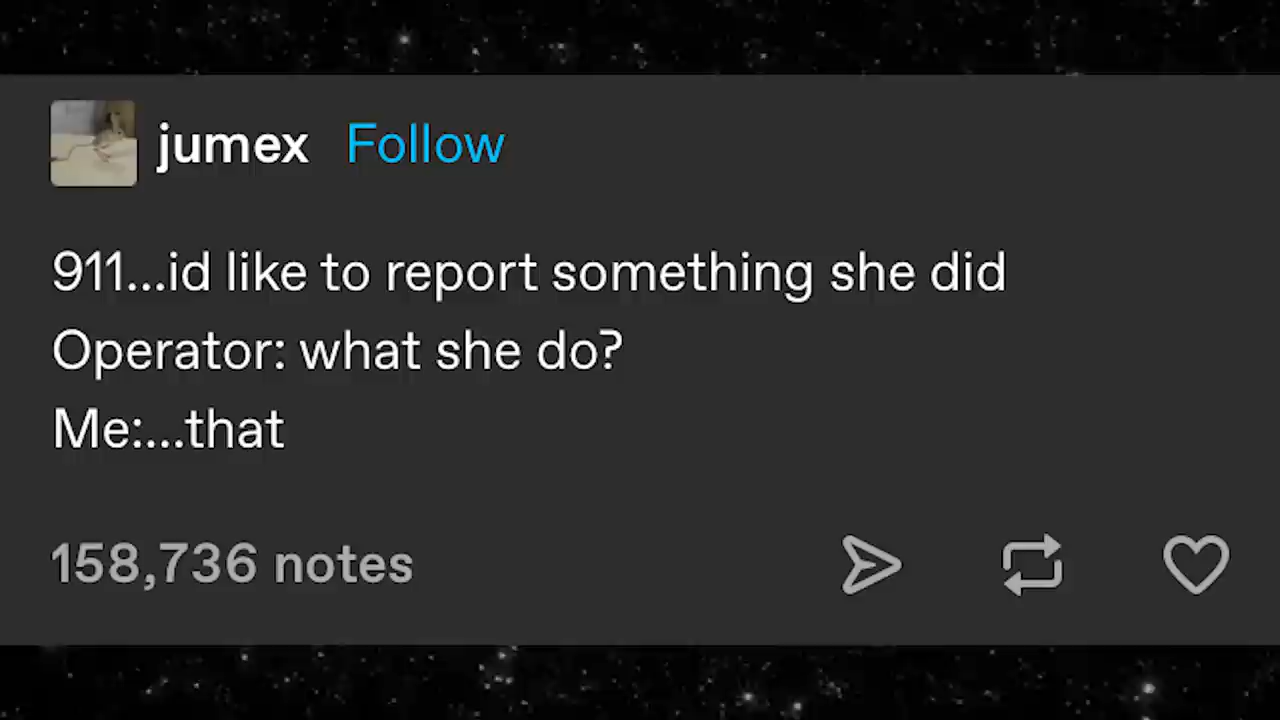 jumex Follow
911...id like to report something she did
Operator: what she do?
Me:...that
158,736 notes